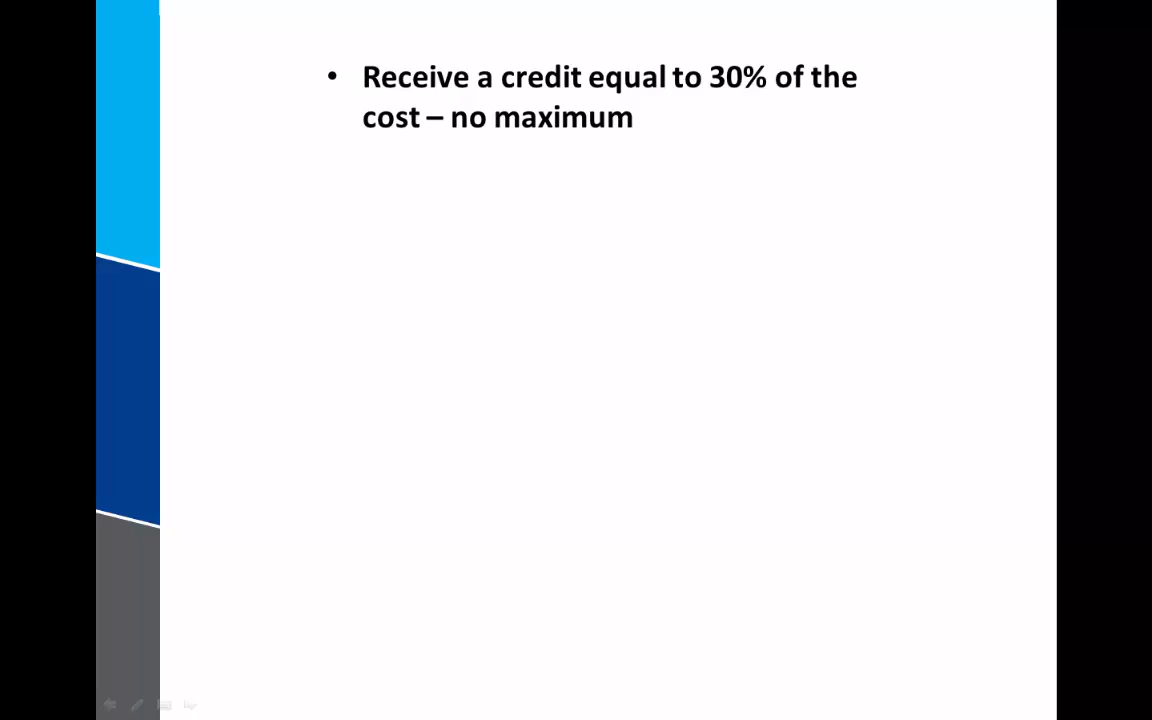 • Receive a credit equal to 30% of the
cost – no maximum